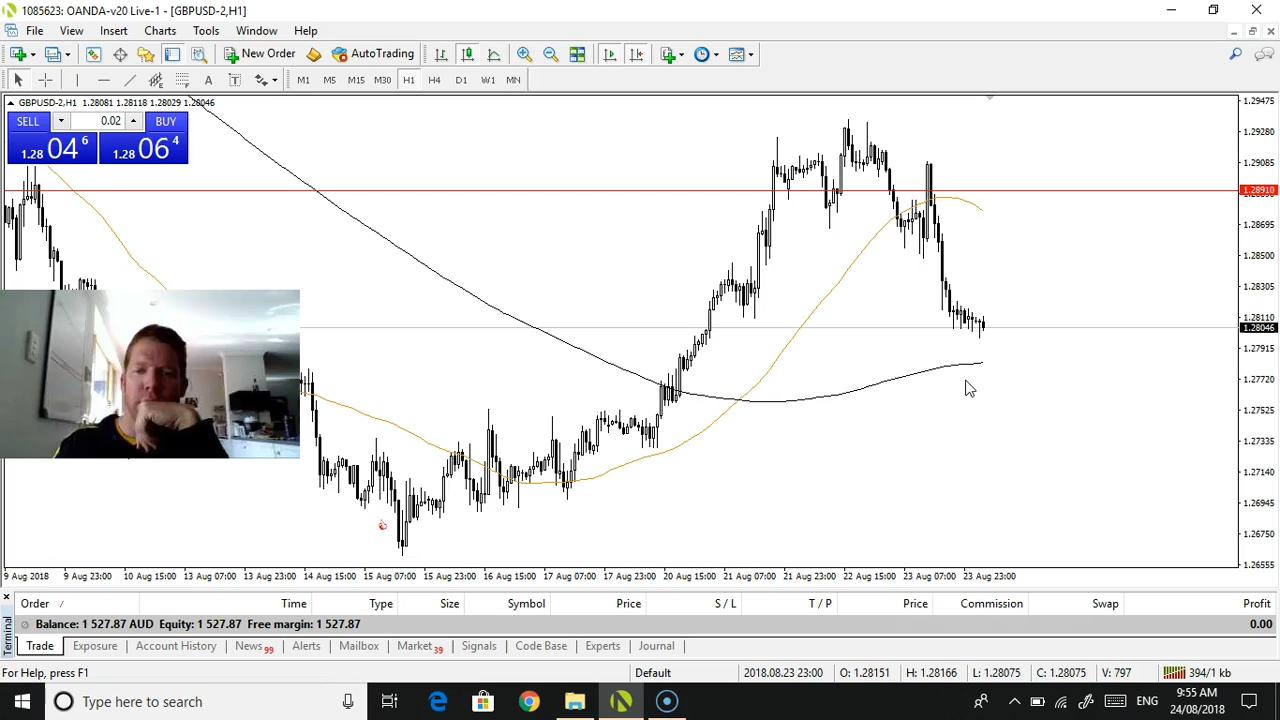 1085623: OANDA-v20 Live-1 - [GBPUSD-2,H1]
File View Insert Charts Tools Window Help
New Order AutoTrading
A T M1 M5 M15 M30 H1 H4 D1 W1 MN
GBPUSD-2,H1 1.28081 1.28118 1.28029 1.28046
SELL 0.02 BUY
1.28 04 6 1.28 06 4
1.29475
1.29280
1.29085
1.28910
1.28695
1.28500
1.28305
1.28110
1.28046
1.27915
1.27720
1.27525
1.27335
1.27140
1.26945
1.26750
1.26555
9 Aug 2018 9 Aug 23:00 10 Aug 15:00 13 Aug 07:00 13 Aug 23:00 14 Aug 15:00 15 Aug 07:00 15 Aug 23:00 16 Aug 15:00 17 Aug 07:00 17 Aug 23:00 20 Aug 15:00 21 Aug 07:00 21 Aug 23:00 22 Aug 15:00 23 Aug 07:00 23 Aug 23:00
Order / Time Type Size Symbol Price S / L T / P Price Commission Swap Profit
Balance: 1 527.87 AUD Equity: 1 527.87 Free margin: 1 527.87 0.00
Terminal
Trade Exposure Account History News 99 Alerts Mailbox Market 39 Signals Code Base Experts Journal
For Help, press F1 Default 2018.08.23 23:00 O: 1.28151 H: 1.28166 L: 1.28075 C: 1.28075 V: 797 394/1 kb
Type here to search ENG 9:55 AM
24/08/2018